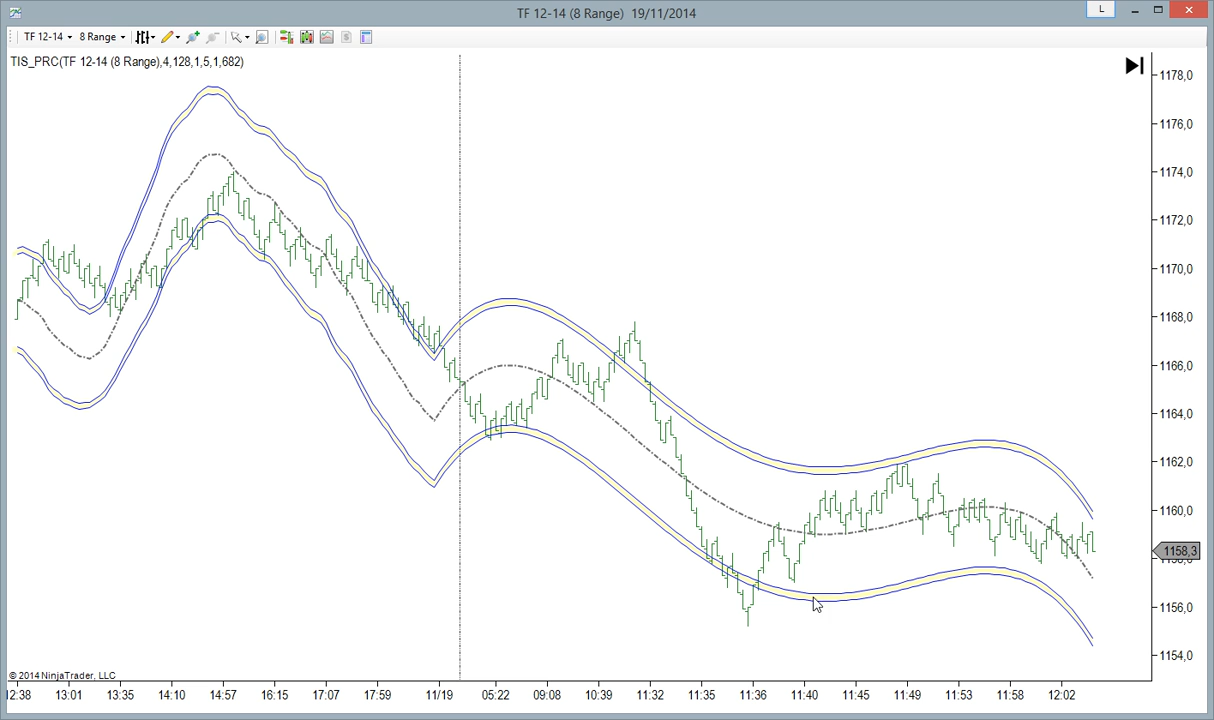 TF 12-14 (8 Range) 19/11/2014
L
TF 12-14 8 Range
TIS_PRC(TF 12-14 (8 Range),4,128,1,5,1,682)
1178,0
1176,0
1174,0
1172,0
1170,0
1168,0
1166,0
1164,0
1162,0
1160,0
1158,3
1156,0
1154,0
© 2014 NinjaTrader, LLC
12:38 13:01 13:35 14:10 14:57 16:15 17:07 17:59 11/19 05:22 09:08 10:39 11:32 11:35 11:36 11:40 11:45 11:49 11:53 11:58 12:02